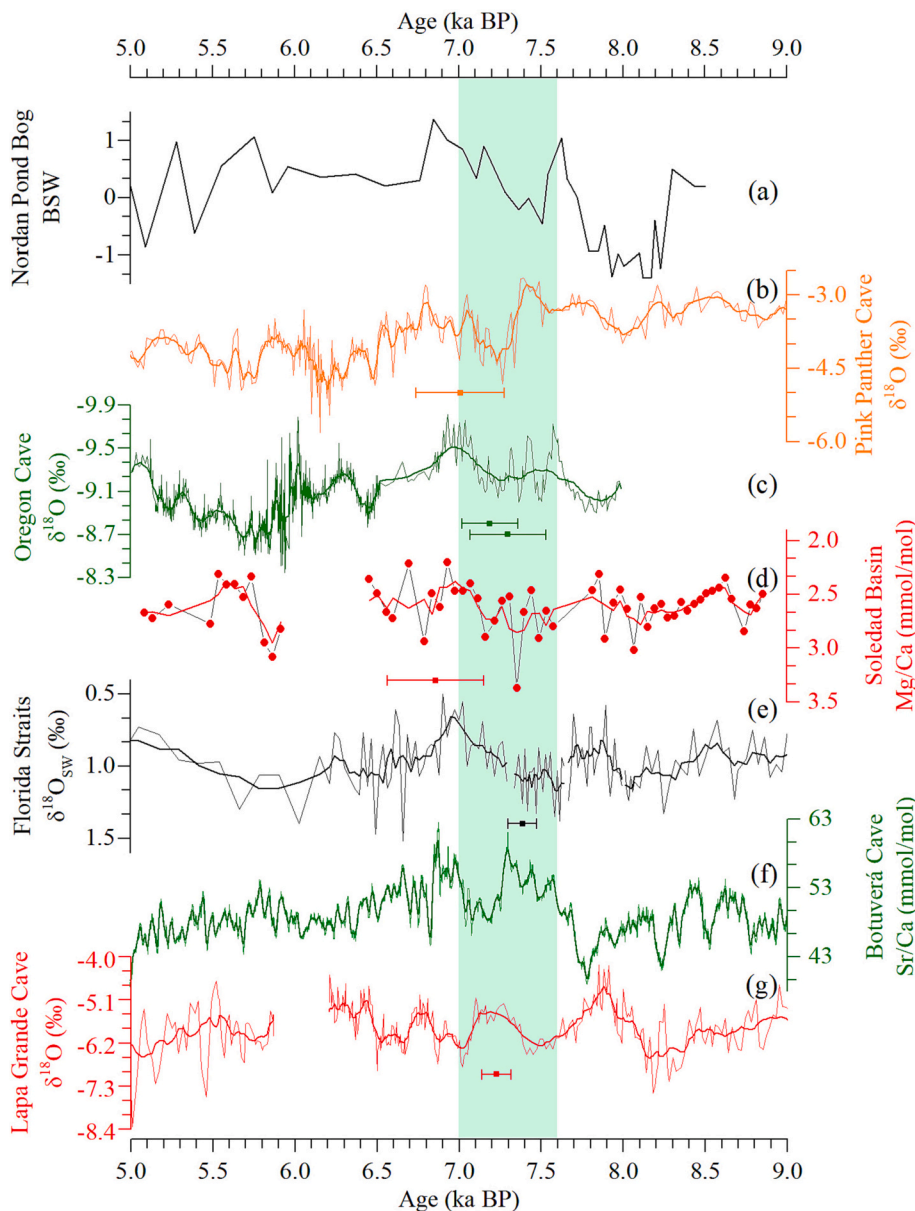 Age (ka BP)
5.0 5.5 6.0 6.5 7.0 7.5 8.0 8.5 9.0
Nordan Pond Bog
BSW
1
0
-1
(a)
(b)
-3.0
-4.5
-6.0
Pink Panther Cave
δ18O (‰)
-9.9
-9.5
-9.1
-8.7
-8.3
Oregon Cave
δ18O (‰)
(c)
(d)
2.0
2.5
3.0
3.5
Soledad Basin
Mg/Ca (mmol/mol)
0.5
1.0
1.5
Florida Straits
δ18OSW (‰)
(e)
(f)
63
53
43
Botuverá Cave
Sr/Ca (mmol/mol)
-4.0
-5.1
-6.2
-7.3
-8.4
Lapa Grande Cave
δ18O (‰)
(g)
5.0 5.5 6.0 6.5 7.0 7.5 8.0 8.5 9.0
Age (ka BP)